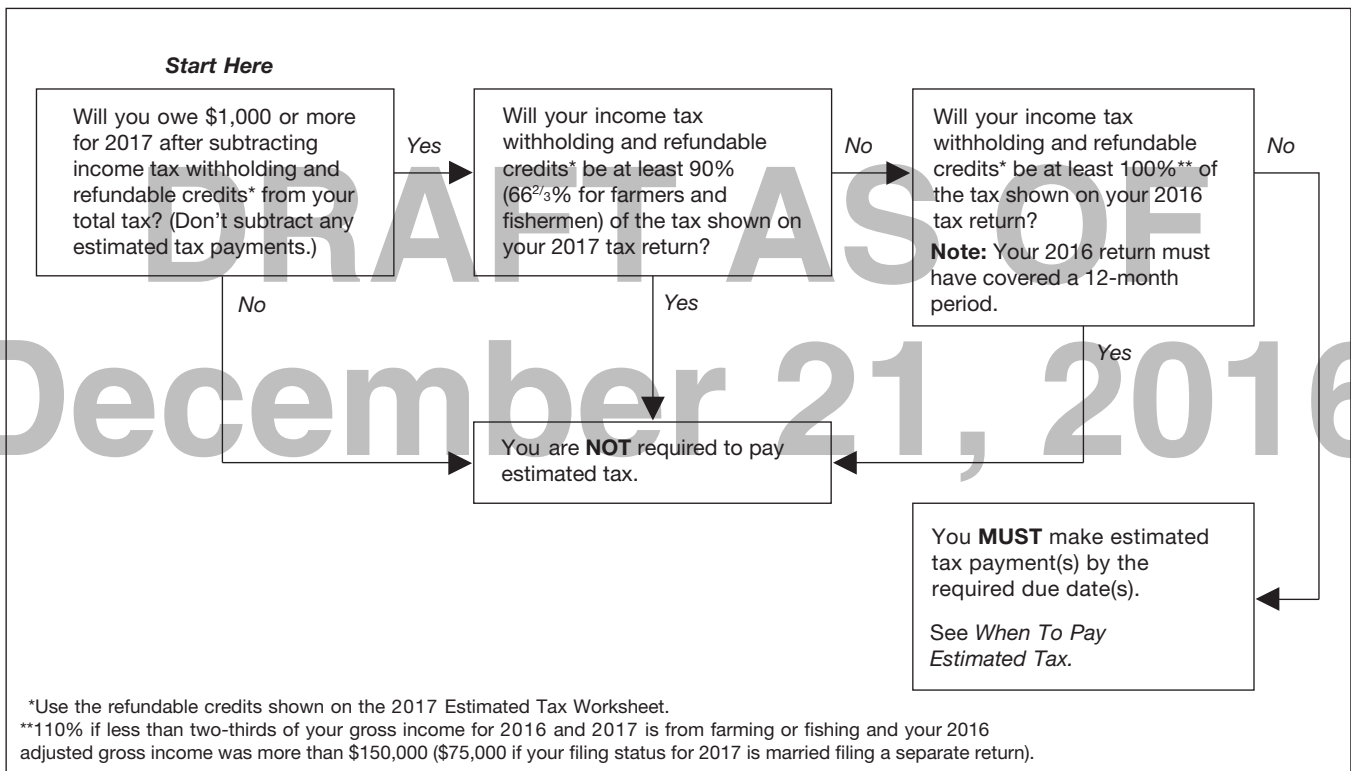 Start Here
Will you owe $1,000 or more
for 2017 after subtracting
income tax withholding and
refundable credits* from your
total tax? (Don't subtract any
estimated tax payments.)
Yes
No
Will your income tax
withholding and refundable
credits* be at least 90%
(66 2/3% for farmers and
fishermen) of the tax shown on
your 2017 tax return?
No
Yes
Will your income tax
withholding and refundable
credits* be at least 100%** of
the tax shown on your 2016
tax return?
Note: Your 2016 return must
have covered a 12-month
period.
No
Yes
DRAFT AS OF
December 21, 2016
You are NOT required to pay
estimated tax.
You MUST make estimated
tax payment(s) by the
required due date(s).
See When To Pay
Estimated Tax.
*Use the refundable credits shown on the 2017 Estimated Tax Worksheet.
**110% if less than two-thirds of your gross income for 2016 and 2017 is from farming or fishing and your 2016
adjusted gross income was more than $150,000 ($75,000 if your filing status for 2017 is married filing a separate return).